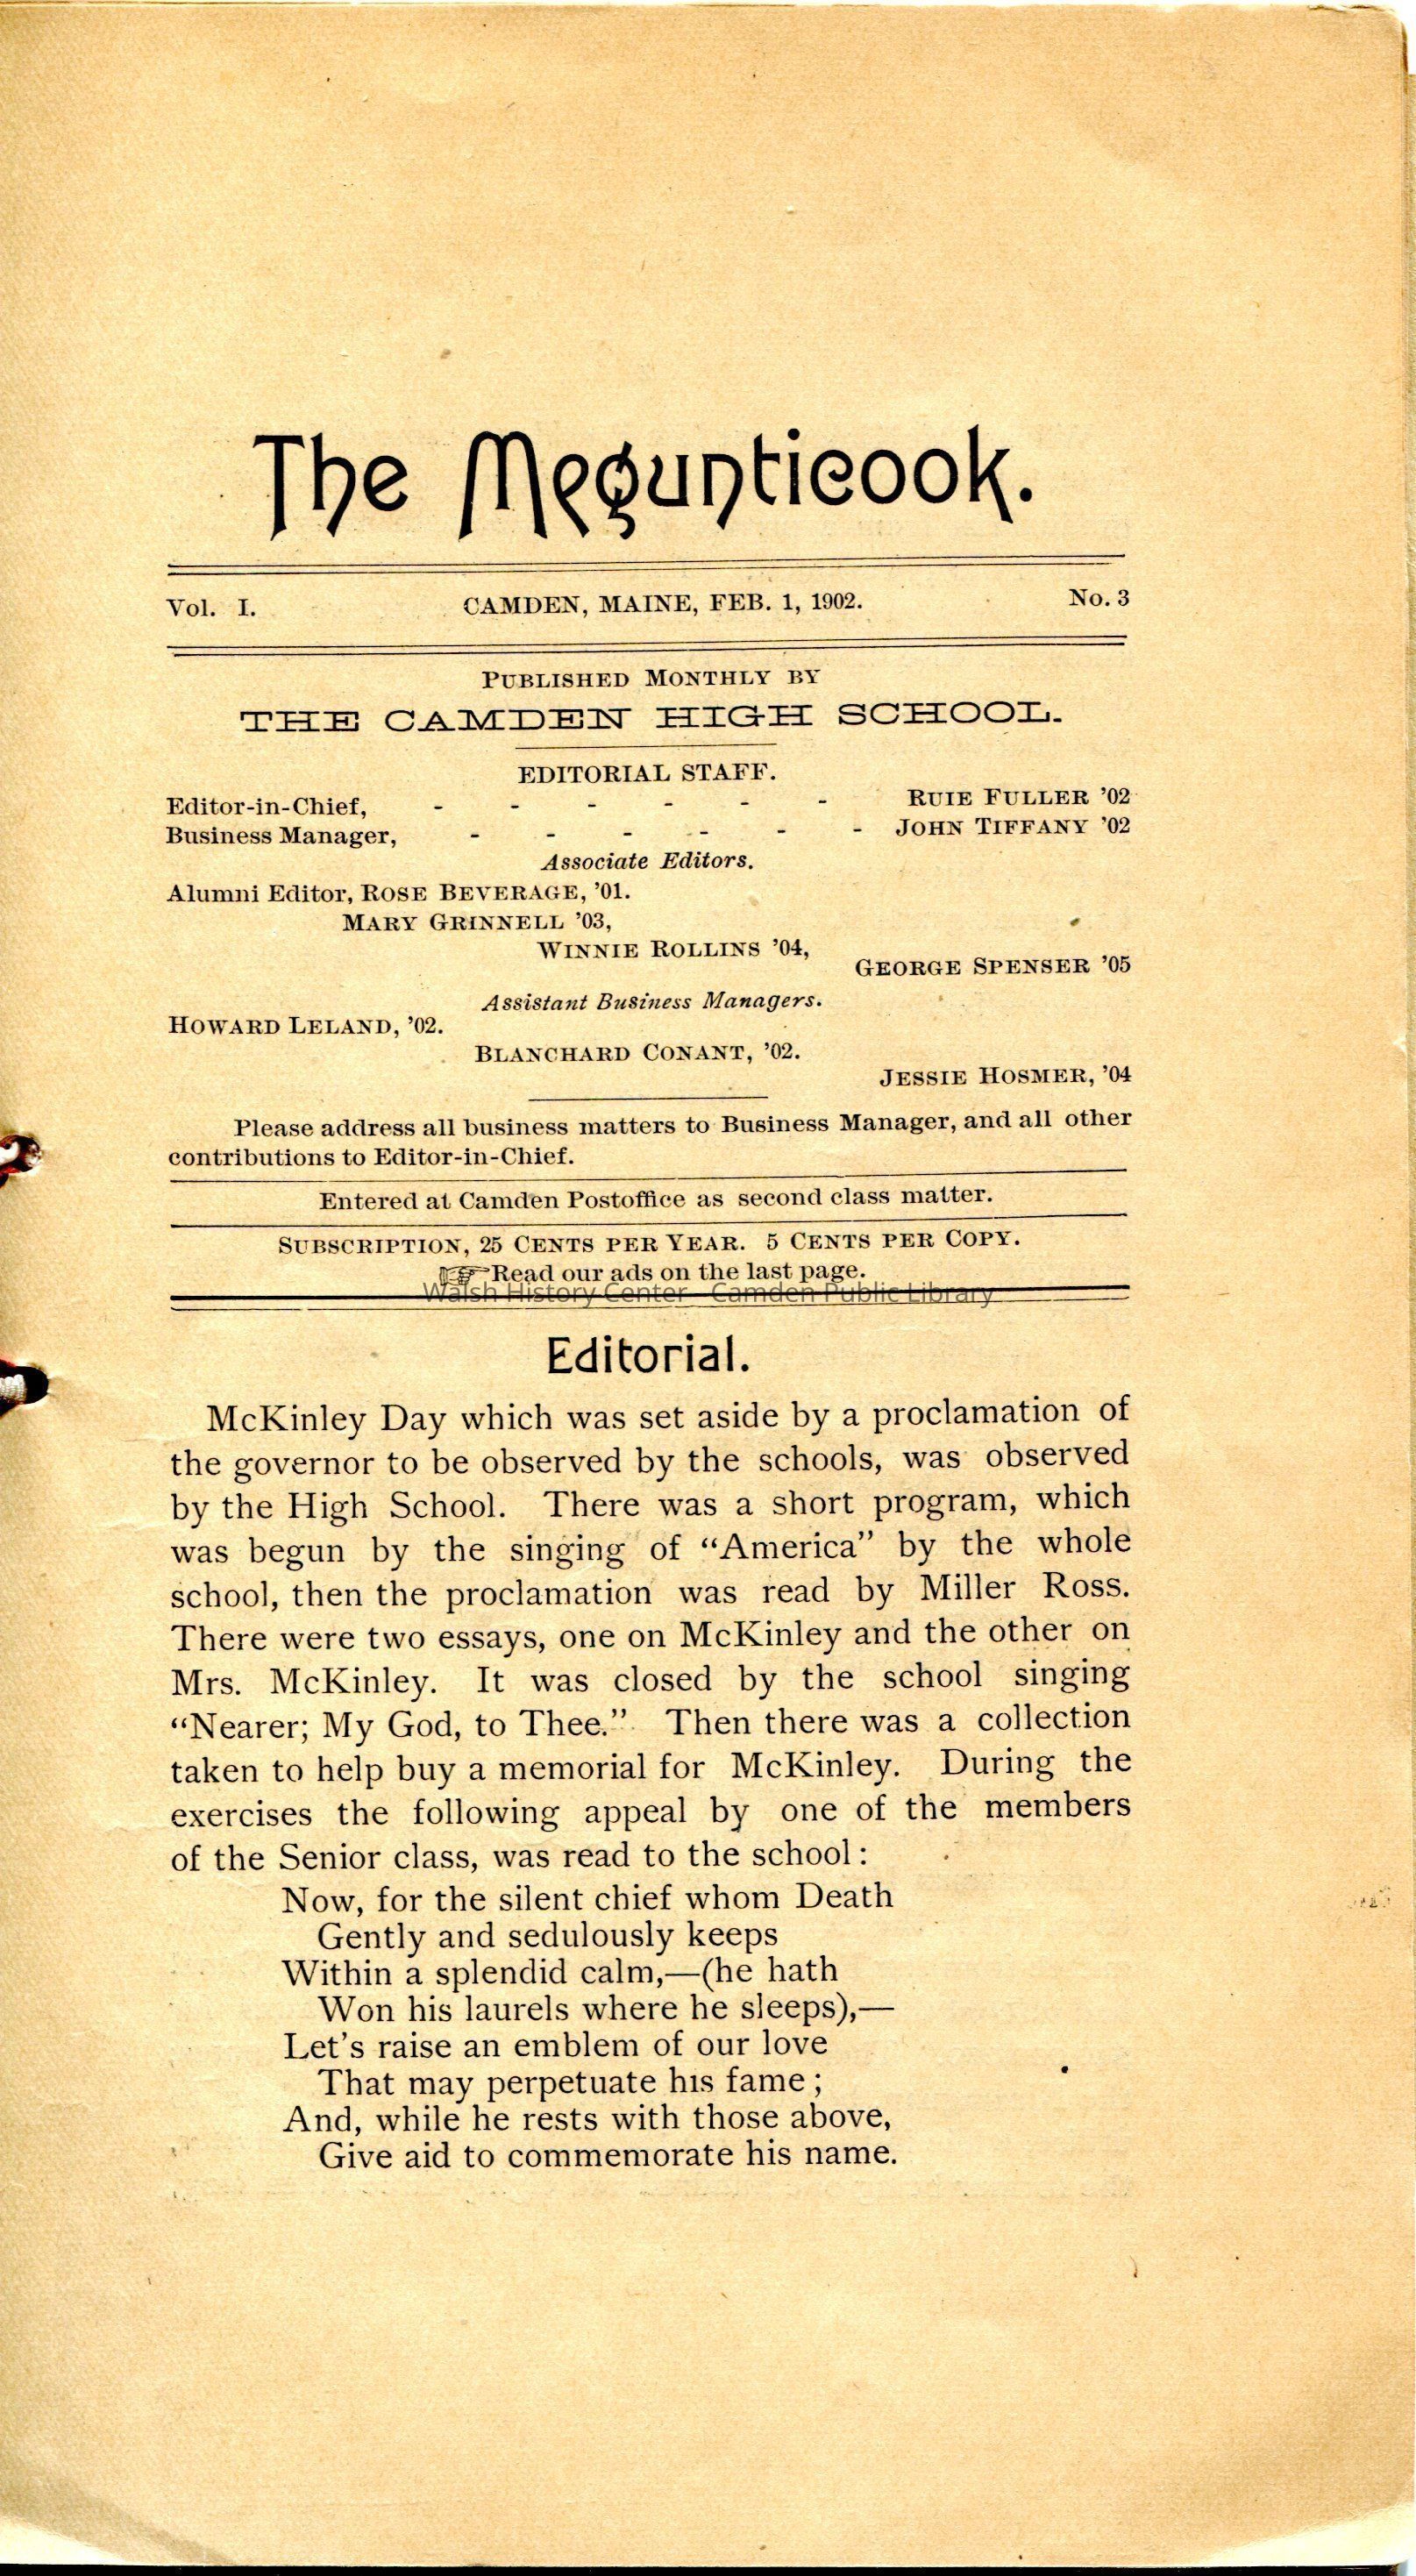 The Megunticook.
Vol. I. CAMDEN, MAINE, FEB. 1, 1902. No. 3
PUBLISHED MONTHLY BY
THE CAMDEN HIGH SCHOOL.
EDITORIAL STAFF.
Editor-in-Chief, - - - - - - RUIE FULLER '02
Business Manager, - - - - - - JOHN TIFFANY '02
Associate Editors.
Alumni Editor, ROSE BEVERAGE, '01.
MARY GRINNELL '03,
WINNIE ROLLINS '04,
GEORGE SPENSER '05
Assistant Business Managers.
HOWARD LELAND, '02.
BLANCHARD CONANT, '02.
JESSIE HOSMER, '04
Please address all business matters to Business Manager, and all other
contributions to Editor-in-Chief.
Entered at Camden Postoffice as second class matter.
SUBSCRIPTION, 25 CENTS PER YEAR. 5 CENTS PER COPY.
☞Read our ads on the last page.
Walsh History Center - Camden Public Library
Editorial.
McKinley Day which was set aside by a proclamation of
the governor to be observed by the schools, was observed
by the High School. There was a short program, which
was begun by the singing of “America” by the whole
school, then the proclamation was read by Miller Ross.
There were two essays, one on McKinley and the other on
Mrs. McKinley. It was closed by the school singing
“Nearer; My God, to Thee.” Then there was a collection
taken to help buy a memorial for McKinley. During the
exercises the following appeal by one of the members
of the Senior class, was read to the school:
Now, for the silent chief whom Death
Gently and sedulously keeps
Within a splendid calm,—(he hath
Won his laurels where he sleeps),—
Let's raise an emblem of our love
That may perpetuate his fame;
And, while he rests with those above,
Give aid to commemorate his name.